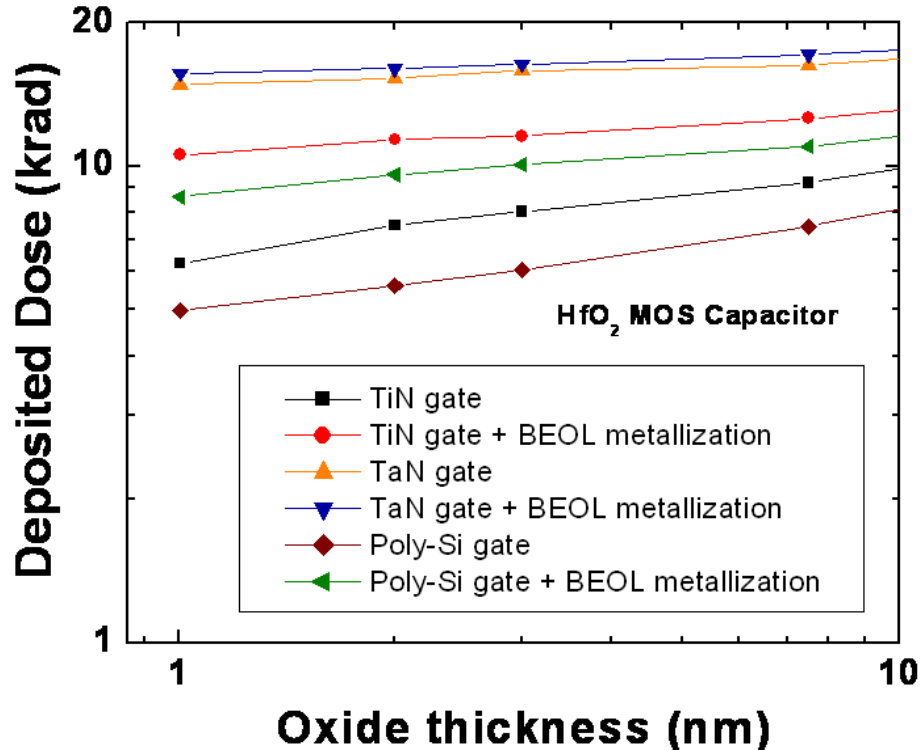 20
10
1
Deposited Dose (krad)
HfO₂ MOS Capacitor
TiN gate
TiN gate + BEOL metallization
TaN gate
TaN gate + BEOL metallization
Poly-Si gate
Poly-Si gate + BEOL metallization
1 10
Oxide thickness (nm)